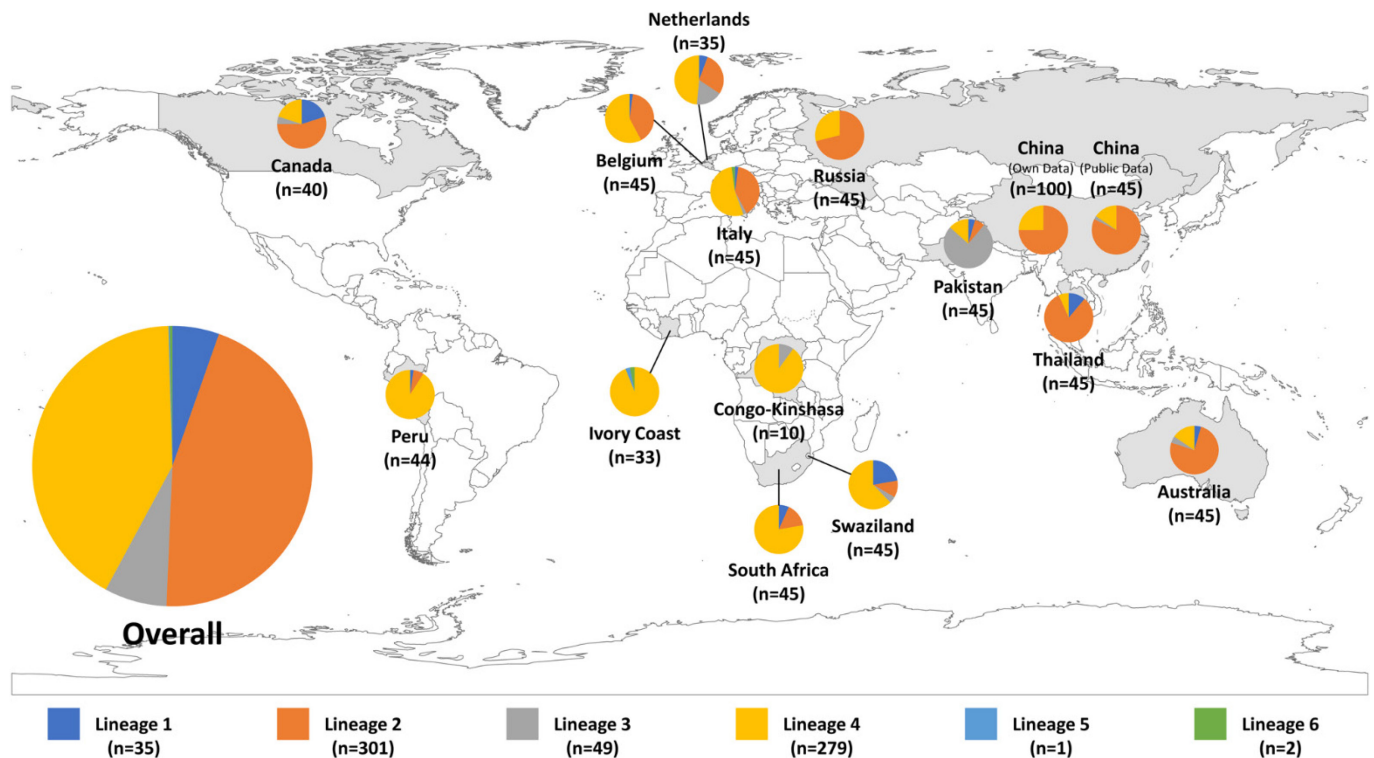 Netherlands
(n=35)
Canada
(n=40)
Belgium
(n=45)
Italy
(n=45)
Russia
(n=45)
China
(Own Data)
(n=100)
China
(Public Data)
(n=45)
Pakistan
(n=45)
Thailand
(n=45)
Peru
(n=44)
Ivory Coast
(n=33)
Congo-Kinshasa
(n=10)
Swaziland
(n=45)
South Africa
(n=45)
Australia
(n=45)
Overall
Lineage 1
(n=35)
Lineage 2
(n=301)
Lineage 3
(n=49)
Lineage 4
(n=279)
Lineage 5
(n=1)
Lineage 6
(n=2)